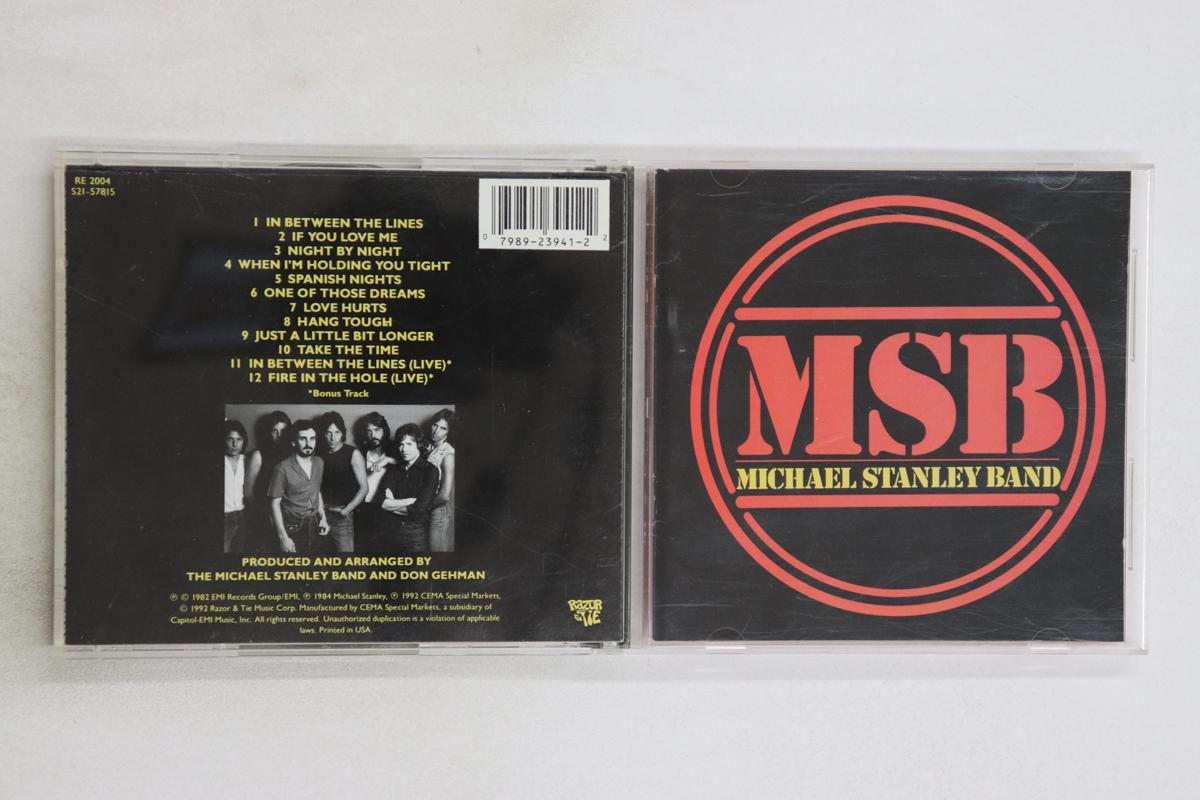 RE 2004
S21-57815
0 7989-23941-2 2
1 IN BETWEEN THE LINES
2 IF YOU LOVE ME
3 NIGHT BY NIGHT
4 WHEN I'M HOLDING YOU TIGHT
5 SPANISH NIGHTS
6 ONE OF THOSE DREAMS
7 LOVE HURTS
8 HANG TOUGH
9 JUST A LITTLE BIT LONGER
10 TAKE THE TIME
11 IN BETWEEN THE LINES (LIVE)*
12 FIRE IN THE HOLE (LIVE)*
*Bonus Track
PRODUCED AND ARRANGED BY
THE MICHAEL STANLEY BAND AND DON GEHMAN
℗ © 1982 EMI Records Group/EMI, ℗ 1984 Michael Stanley, ℗ 1992 CEMA Special Markets,
© 1992 Razor & Tie Music Corp. Manufactured by CEMA Special Markets, a subsidiary of
Capitol-EMI Music, Inc. All rights reserved. Unauthorized duplication is a violation of applicable
laws. Printed in USA.
RAZOR
& TIE
MSB
MICHAEL STANLEY BAND